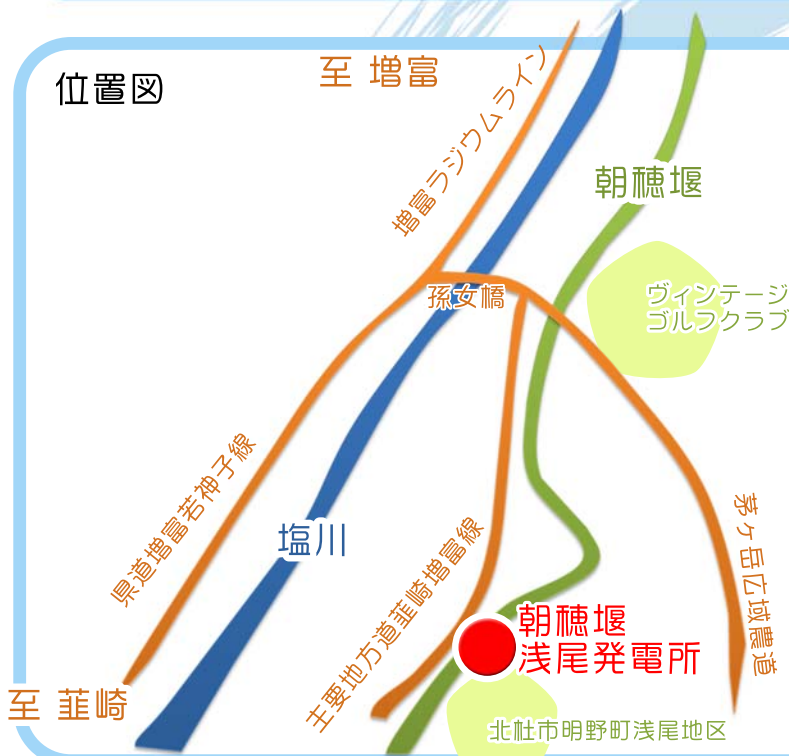 位置図
至 増富
増富ラジウムライン
朝穂堰
孫女橋
ヴィンテージ
ゴルフクラブ
県道増富若神子線
塩川
主要地方道韮崎増富線
茅ヶ岳広域農道
朝穂堰
浅尾発電所
至 韮崎
北杜市明野町浅尾地区